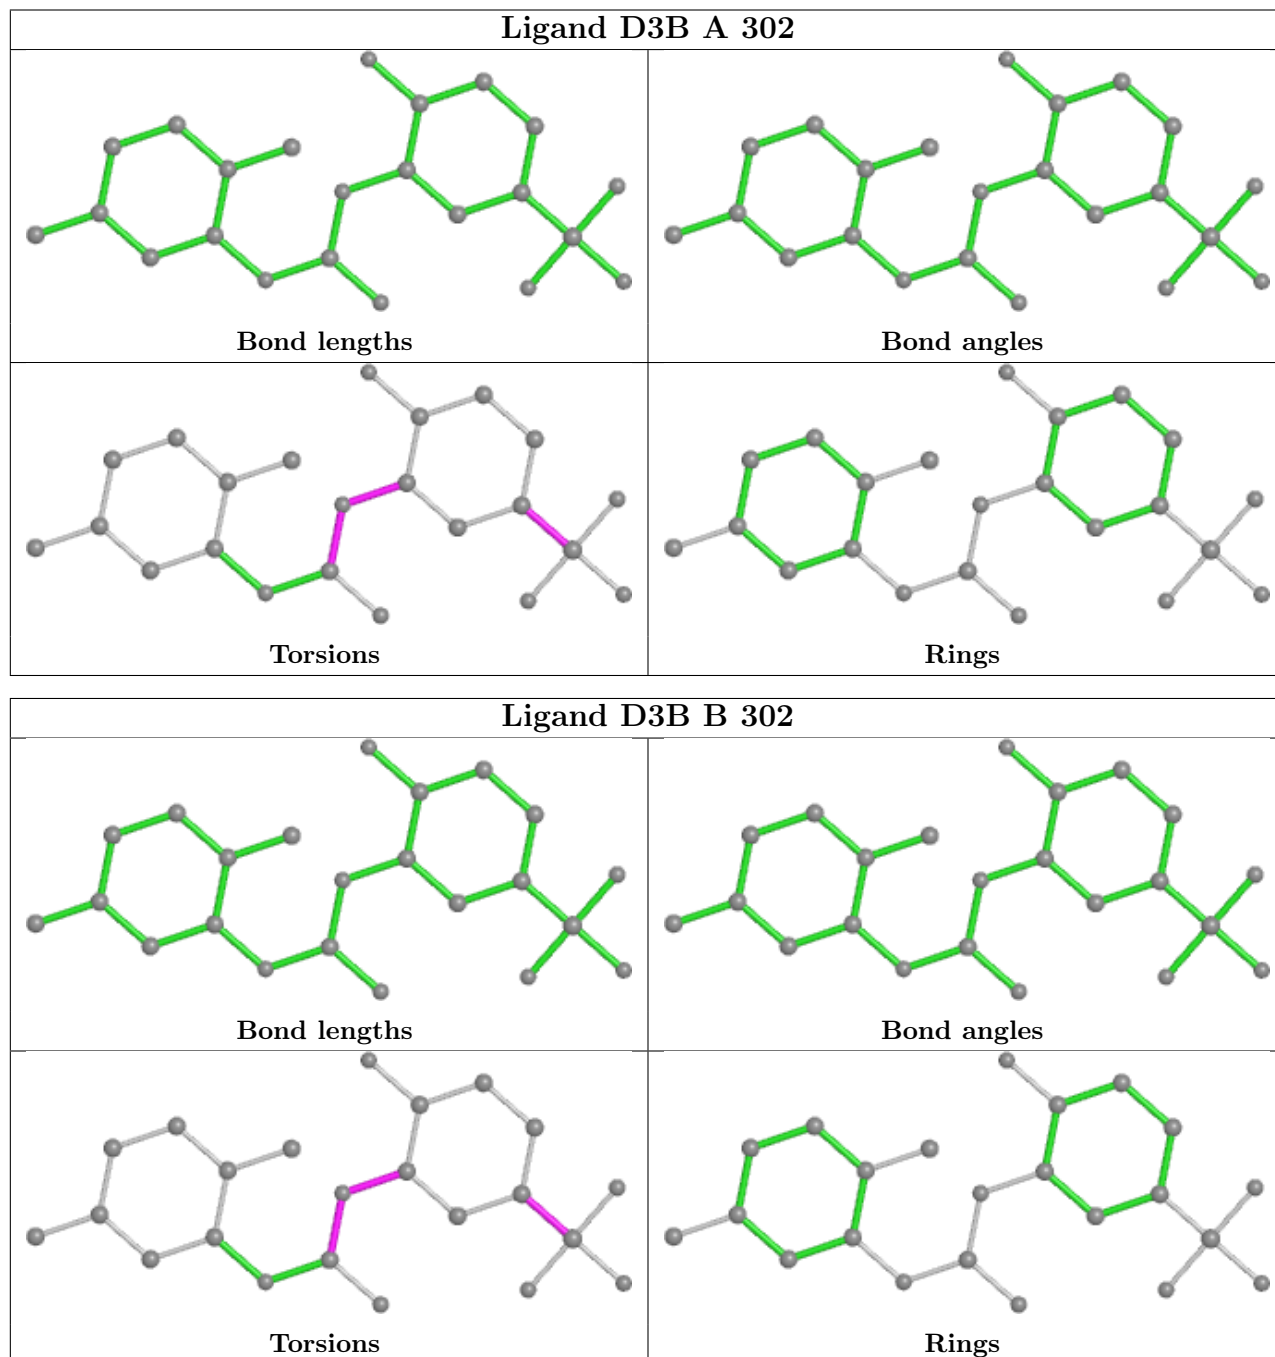 Ligand D3B A 302
Bond lengths
Bond angles
Torsions
Rings
Ligand D3B B 302
Bond lengths
Bond angles
Torsions
Rings